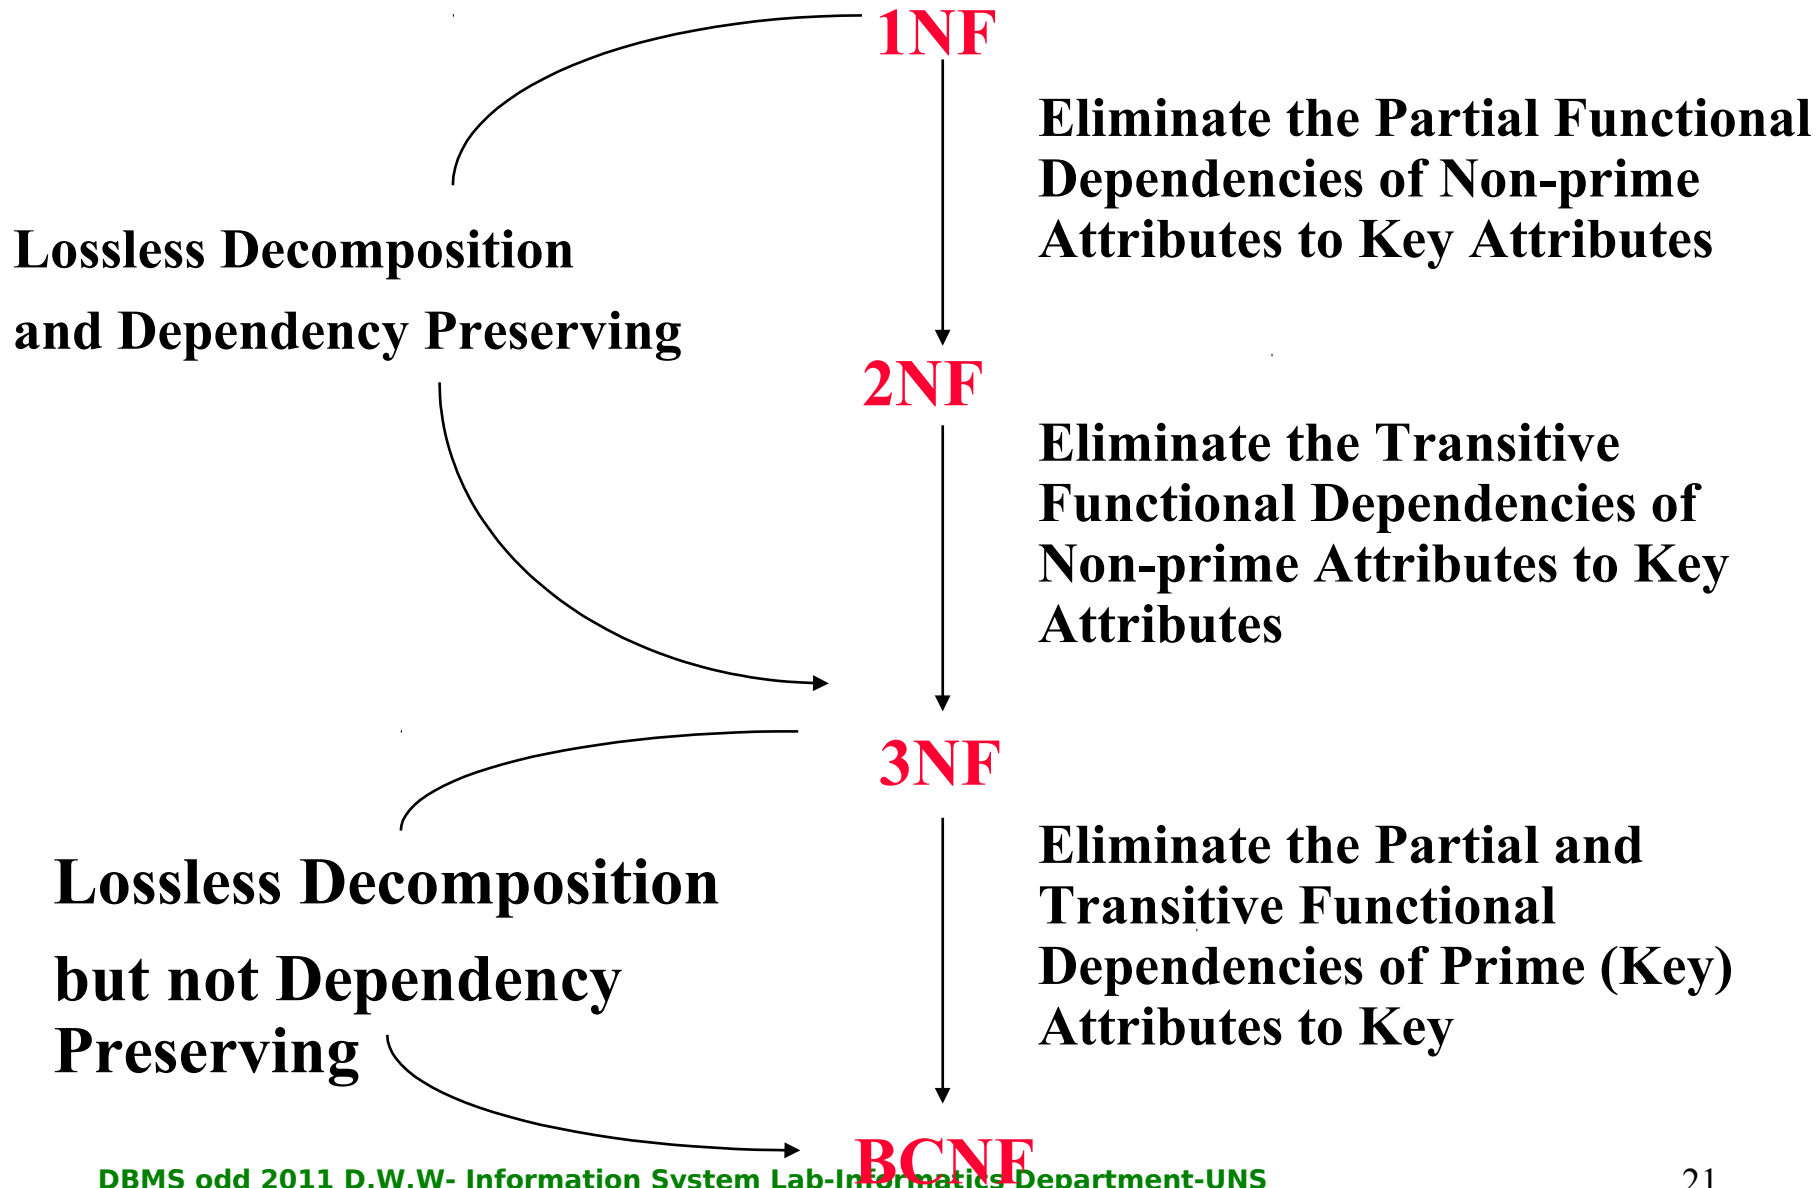 1NF
Eliminate the Partial Functional
Dependencies of Non-prime
Attributes to Key Attributes
Lossless Decomposition
and Dependency Preserving
2NF
Eliminate the Transitive
Functional Dependencies of
Non-prime Attributes to Key
Attributes
3NF
Eliminate the Partial and
Transitive Functional
Dependencies of Prime (Key)
Attributes to Key
Lossless Decomposition
but not Dependency
Preserving
BCNF
DBMS odd 2011 D.W.W- Information System Lab-Informatics Department-UNS
21